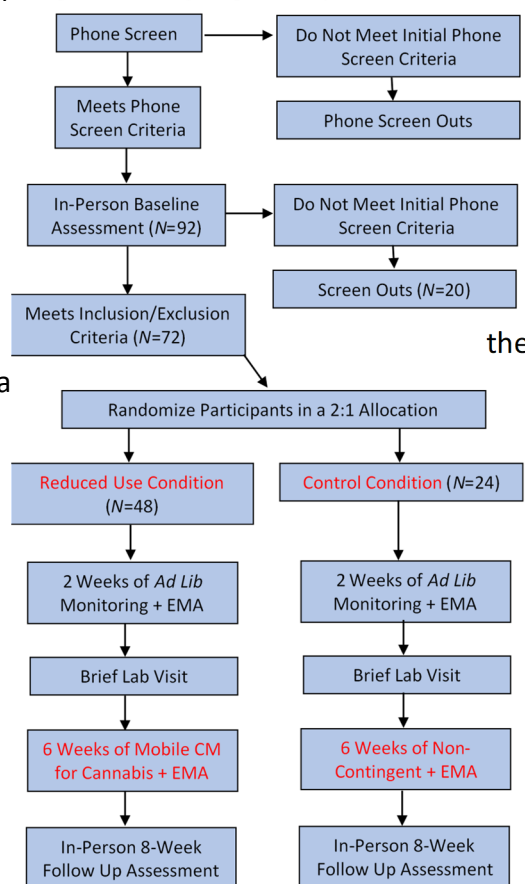 Phone Screen
Do Not Meet Initial Phone
Screen Criteria
Meets Phone
Screen Criteria
Phone Screen Outs
In-Person Baseline
Assessment (N=92)
Do Not Meet Initial Phone
Screen Criteria
Screen Outs (N=20)
Meets Inclusion/Exclusion
Criteria (N=72)
the
a
Randomize Participants in a 2:1 Allocation
Reduced Use Condition
(N=48)
Control Condition (N=24)
2 Weeks of Ad Lib
Monitoring + EMA
2 Weeks of Ad Lib
Monitoring + EMA
Brief Lab Visit
Brief Lab Visit
6 Weeks of Mobile CM
for Cannabis + EMA
6 Weeks of Non-
Contingent + EMA
In-Person 8-Week
Follow Up Assessment
In-Person 8-Week
Follow Up Assessment